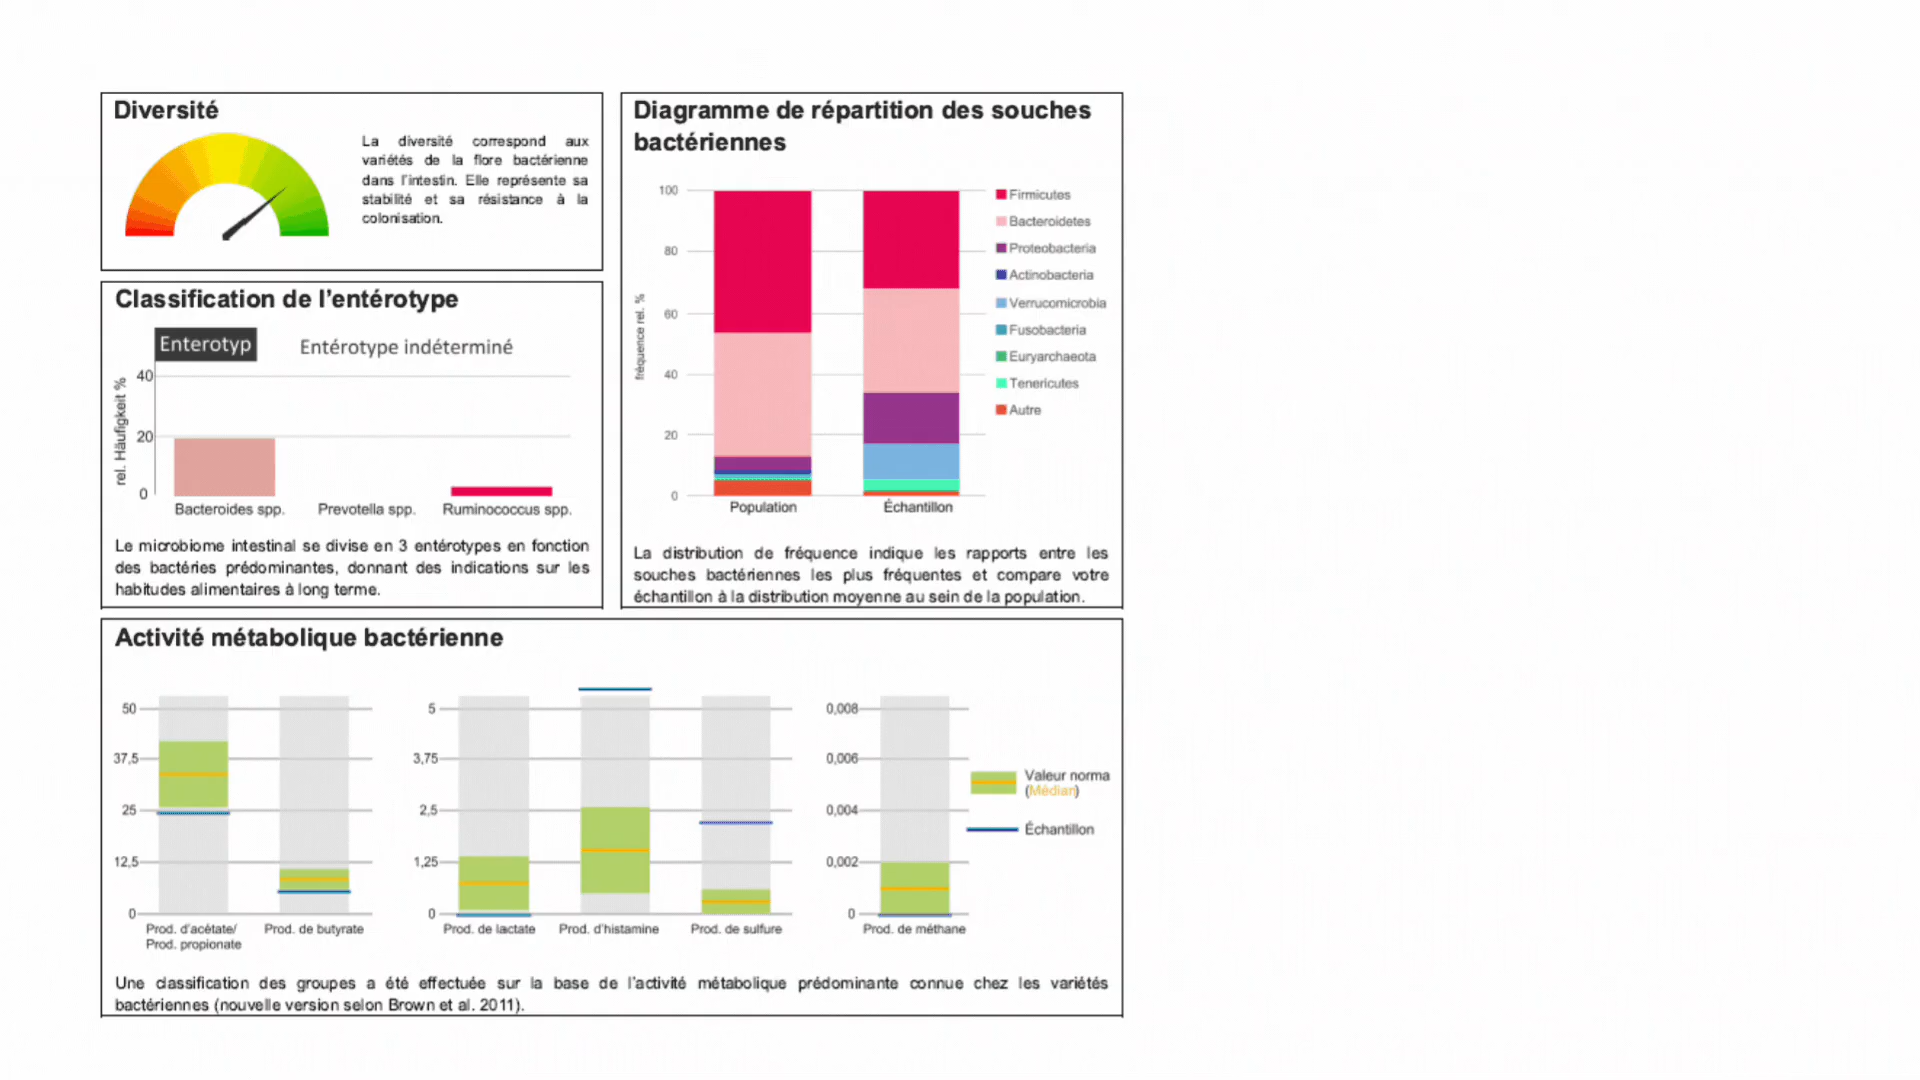 Diversité
La diversité correspond aux
variétés de la flore bactérienne
dans l'intestin. Elle représente sa
stabilité et sa résistance à la
colonisation.
Classification de l'entérotype
Enterotyp
Entérotype indéterminé
rel. Häufigkeit %
40
20
0
Bacteroides spp.
Prevotella spp.
Ruminococcus spp.
Le microbiome intestinal se divise en 3 entérotypes en fonction
des bactéries prédominantes, donnant des indications sur les
habitudes alimentaires à long terme.
Diagramme de répartition des souches
bactériennes
fréquence rel. %
100
80
60
40
20
0
Population
Échantillon
Firmicutes
Bacteroidetes
Proteobacteria
Actinobacteria
Verrucomicrobia
Fusobacteria
Euryarchaeota
Tenericutes
Autre
La distribution de fréquence indique les rapports entre les
souches bactériennes les plus fréquentes et compare votre
échantillon à la distribution moyenne au sein de la population.
Activité métabolique bactérienne
50
37,5
25
12,5
0
Prod. d'acétate/
Prod. propionate
Prod. de butyrate
5
3,75
2,5
1,25
0
Prod. de lactate
Prod. d'histamine
Prod. de sulfure
0,008
0,006
0,004
0,002
0
Prod. de méthane
Valeur norma
(Médian)
Échantillon
Une classification des groupes a été effectuée sur la base de l'activité métabolique prédominante connue chez les variétés
bactériennes (nouvelle version selon Brown et al. 2011).